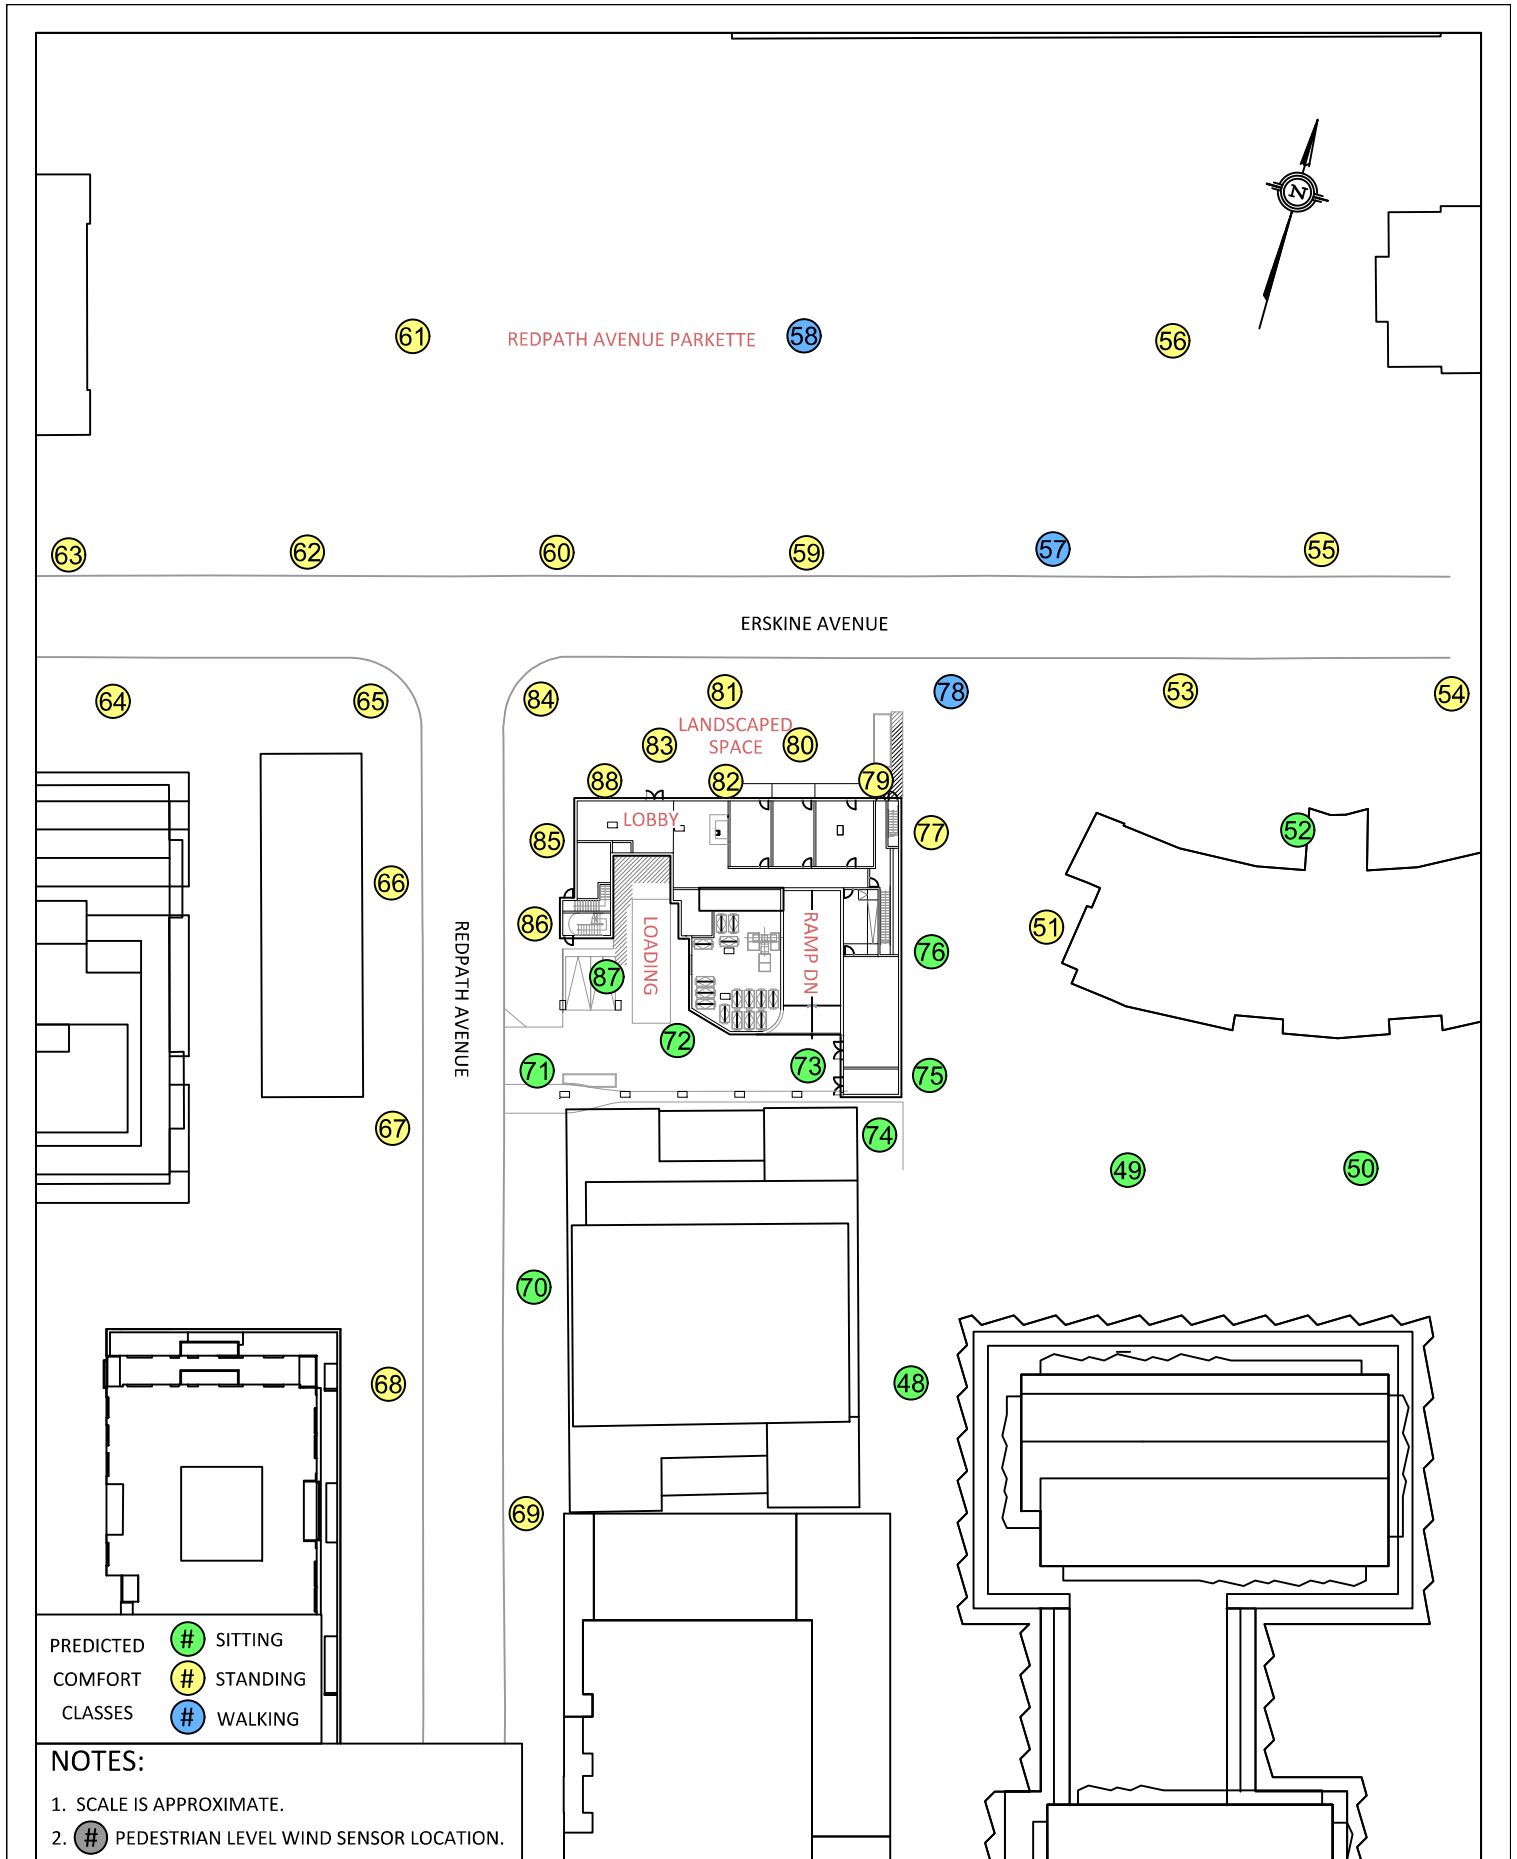 N
61
REDPATH AVENUE PARKETTE
58
56
63
62
60
59
57
55
ERSKINE AVENUE
64
65
84
81
78
53
54
LANDSCAPED
SPACE
83
80
88
82
79
LOBBY
85
77
52
66
86
51
LOADING
RAMP DN
REDPATH AVENUE
87
76
72
73
71
75
67
74
49
50
70
68
48
69
PREDICTED
COMFORT
CLASSES
# SITTING
# STANDING
# WALKING
NOTES:
1. SCALE IS APPROXIMATE.
2. # PEDESTRIAN LEVEL WIND SENSOR LOCATION.